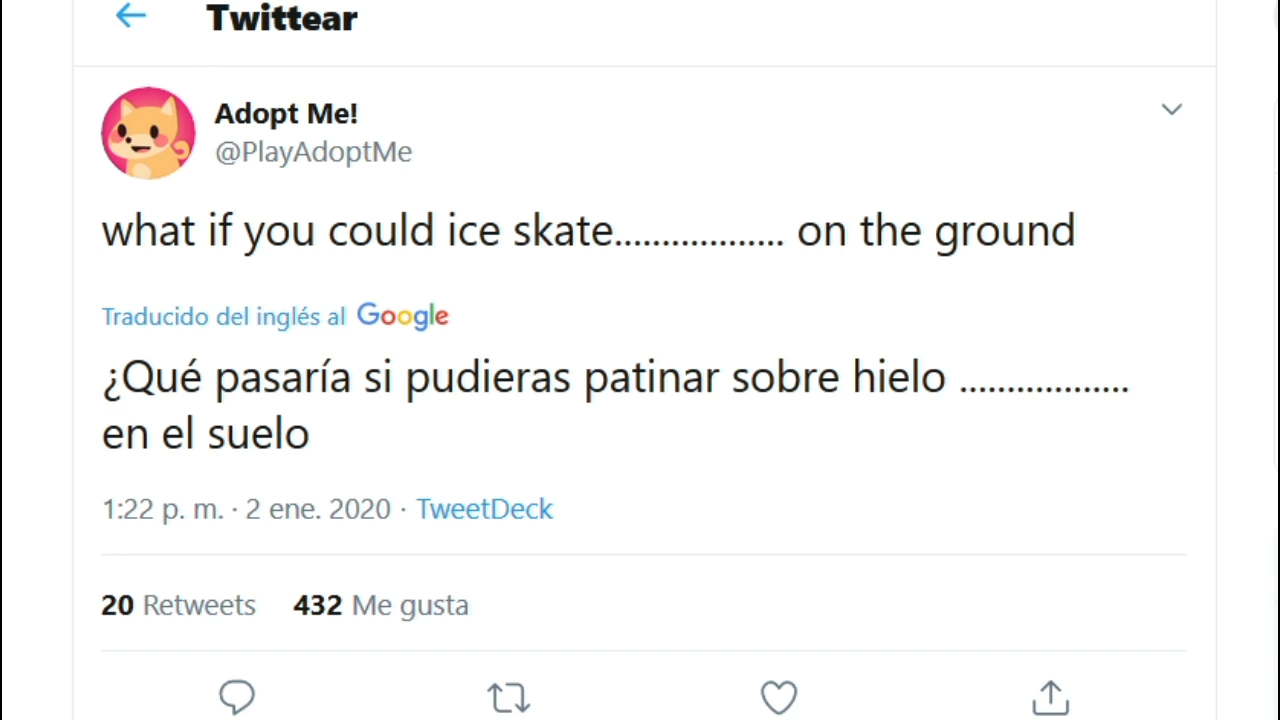 Twittear
Adopt Me!
@PlayAdoptMe
what if you could ice skate.................. on the ground
Traducido del inglés al Google
¿Qué pasaría si pudieras patinar sobre hielo ..................
en el suelo
1:22 p. m. · 2 ene. 2020 · TweetDeck
20 Retweets 432 Me gusta